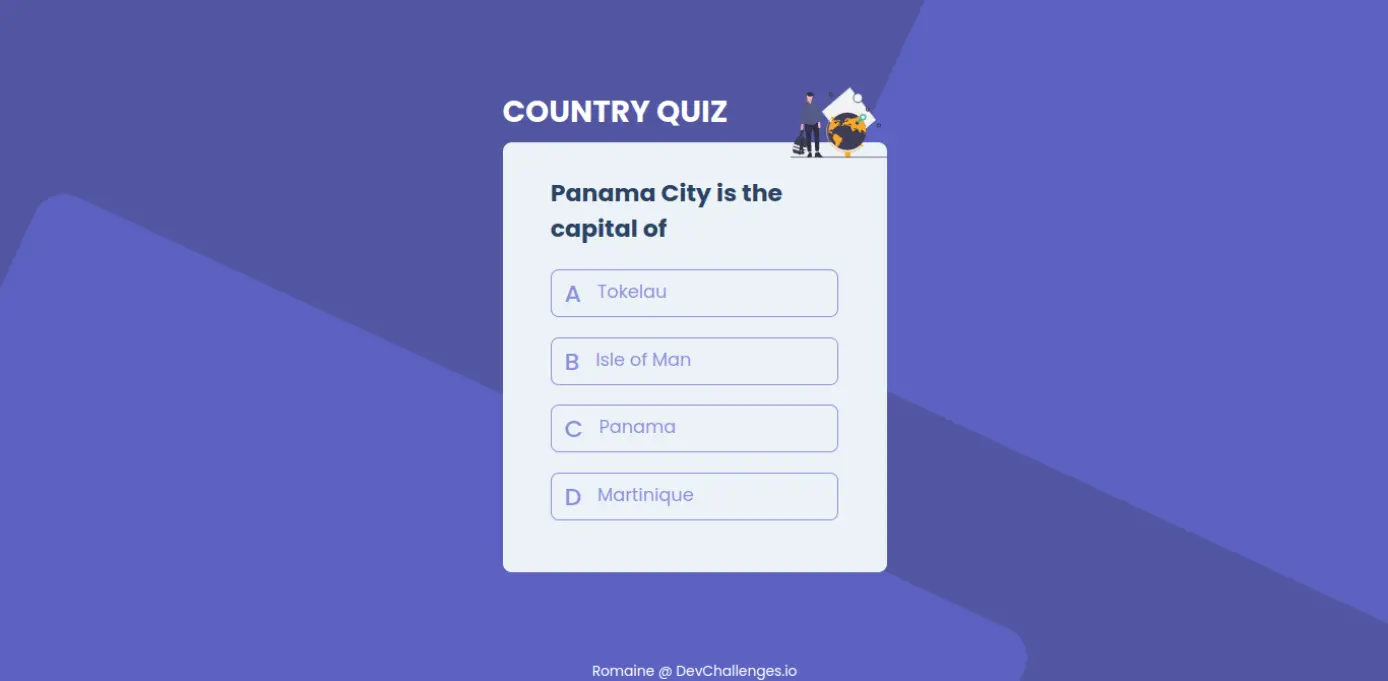 COUNTRY QUIZ
Panama City is the
capital of
A Tokelau
B Isle of Man
C Panama
D Martinique
Romaine @ DevChallenges.io